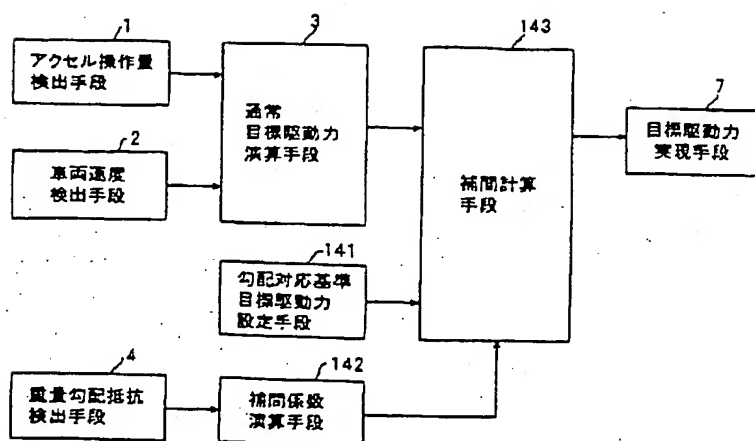 1
アクセル操作量
検出手段
2
車両速度
検出手段
3
通常
目標駆動力
演算手段
143
補間計算
手段
7
目標駆動力
実現手段
141
勾配対応基準
目標駆動力
設定手段
4
重量勾配抵抗
検出手段
142
補間係数
演算手段